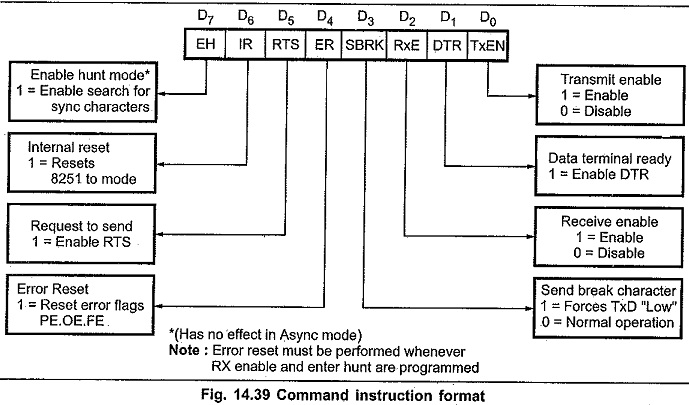 D7 D6 D5 D4 D3 D2 D1 D0
EH IR RTS ER SBRK RxE DTR TxEN
Enable hunt mode*
1 = Enable search for
sync characters
Internal reset
1 = Resets
8251 to mode
Request to send
1 = Enable RTS
Error Reset
1 = Reset error flags
PE.OE.FE
Transmit enable
1 = Enable
0 = Disable
Data terminal ready
1 = Enable DTR
Receive enable
1 = Enable
0 = Disable
Send break character
1 = Forces TxD "Low"
0 = Normal operation
*(Has no effect in Async mode)
Note : Error reset must be performed whenever
RX enable and enter hunt are programmed
Fig. 14.39 Command instruction format